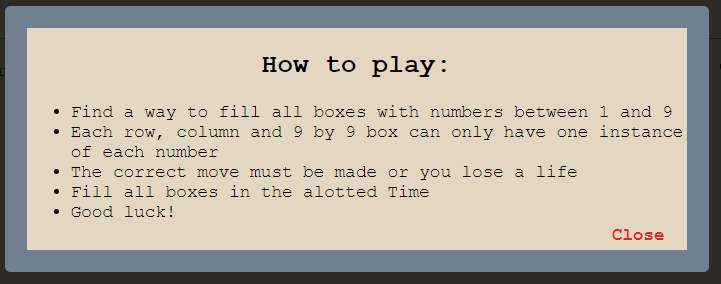 How to play:
• Find a way to fill all boxes with numbers between 1 and 9
• Each row, column and 9 by 9 box can only have one instance
of each number
• The correct move must be made or you lose a life
• Fill all boxes in the alotted Time
• Good luck!
Close